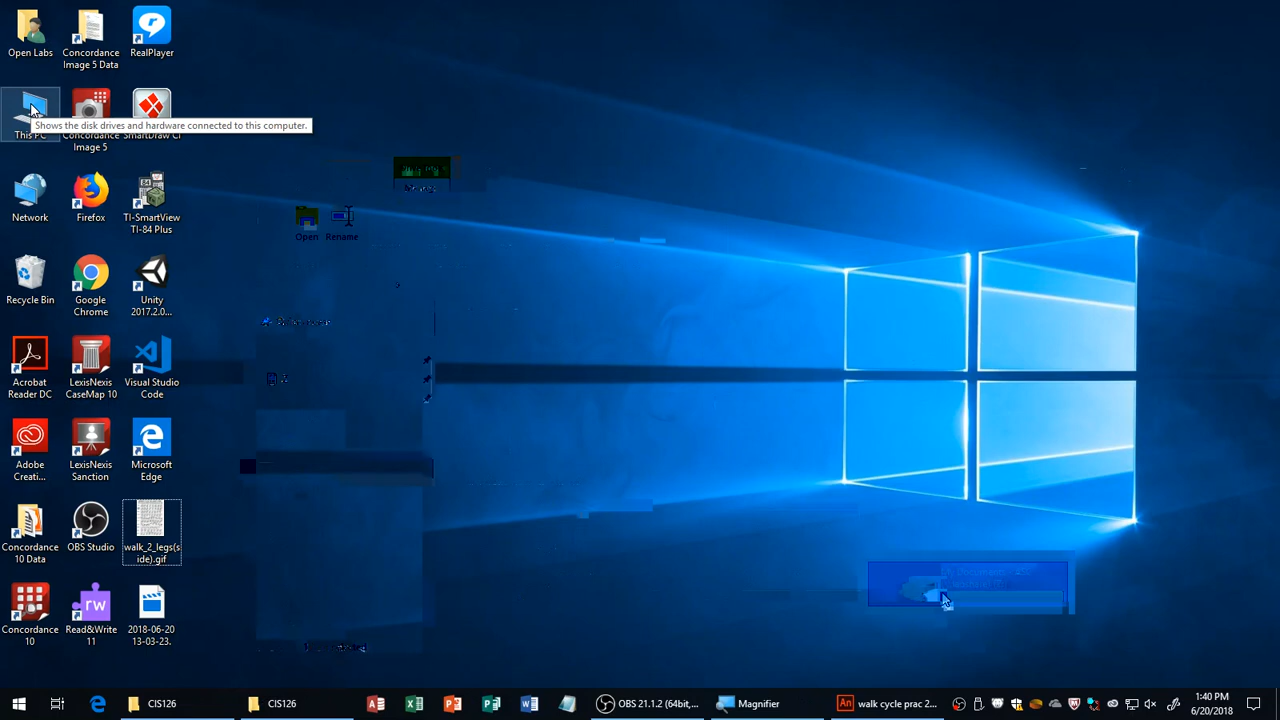 Open Labs
Concordance
Image 5 Data
RealPlayer
Shows the disk drives and hardware connected to this computer.
This PC
Concordance
Image 5
SmartDraw CI
Network
Firefox
TI-SmartView
TI-84 Plus
Open
Rename
Recycle Bin
Google
Chrome
Unity
2017.2.0...
Acrobat
Reader DC
LexisNexis
CaseMap 10
Visual Studio
Code
Adobe
Creati...
LexisNexis
Sanction
Microsoft
Edge
Concordance
10 Data
OBS Studio
walk_2_legs(s
ide).gif
Concordance
10
Read&Write
11
2018-06-20
13-03-23.
CIS126
CIS126
OBS 21.1.2 (64bit,...
Magnifier
walk cycle prac 2...
1:40 PM
6/20/2018